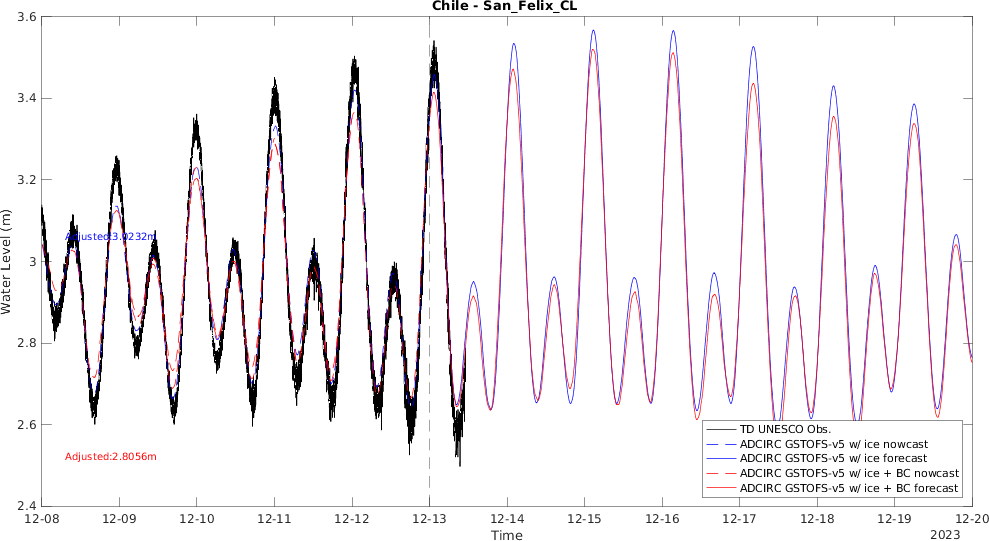 Chile - San_Felix_CL
3.6
3.4
3.2
3
2.8
2.6
2.4
Water Level (m)
Adjusted:3.0232m
Adjusted:2.8056m
TD UNESCO Obs.
ADCIRC GSTOFS-v5 w/ ice nowcast
ADCIRC GSTOFS-v5 w/ ice forecast
ADCIRC GSTOFS-v5 w/ ice + BC nowcast
ADCIRC GSTOFS-v5 w/ ice + BC forecast
12-08 12-09 12-10 12-11 12-12 12-13 12-14 12-15 12-16 12-17 12-18 12-19 12-20
Time
2023